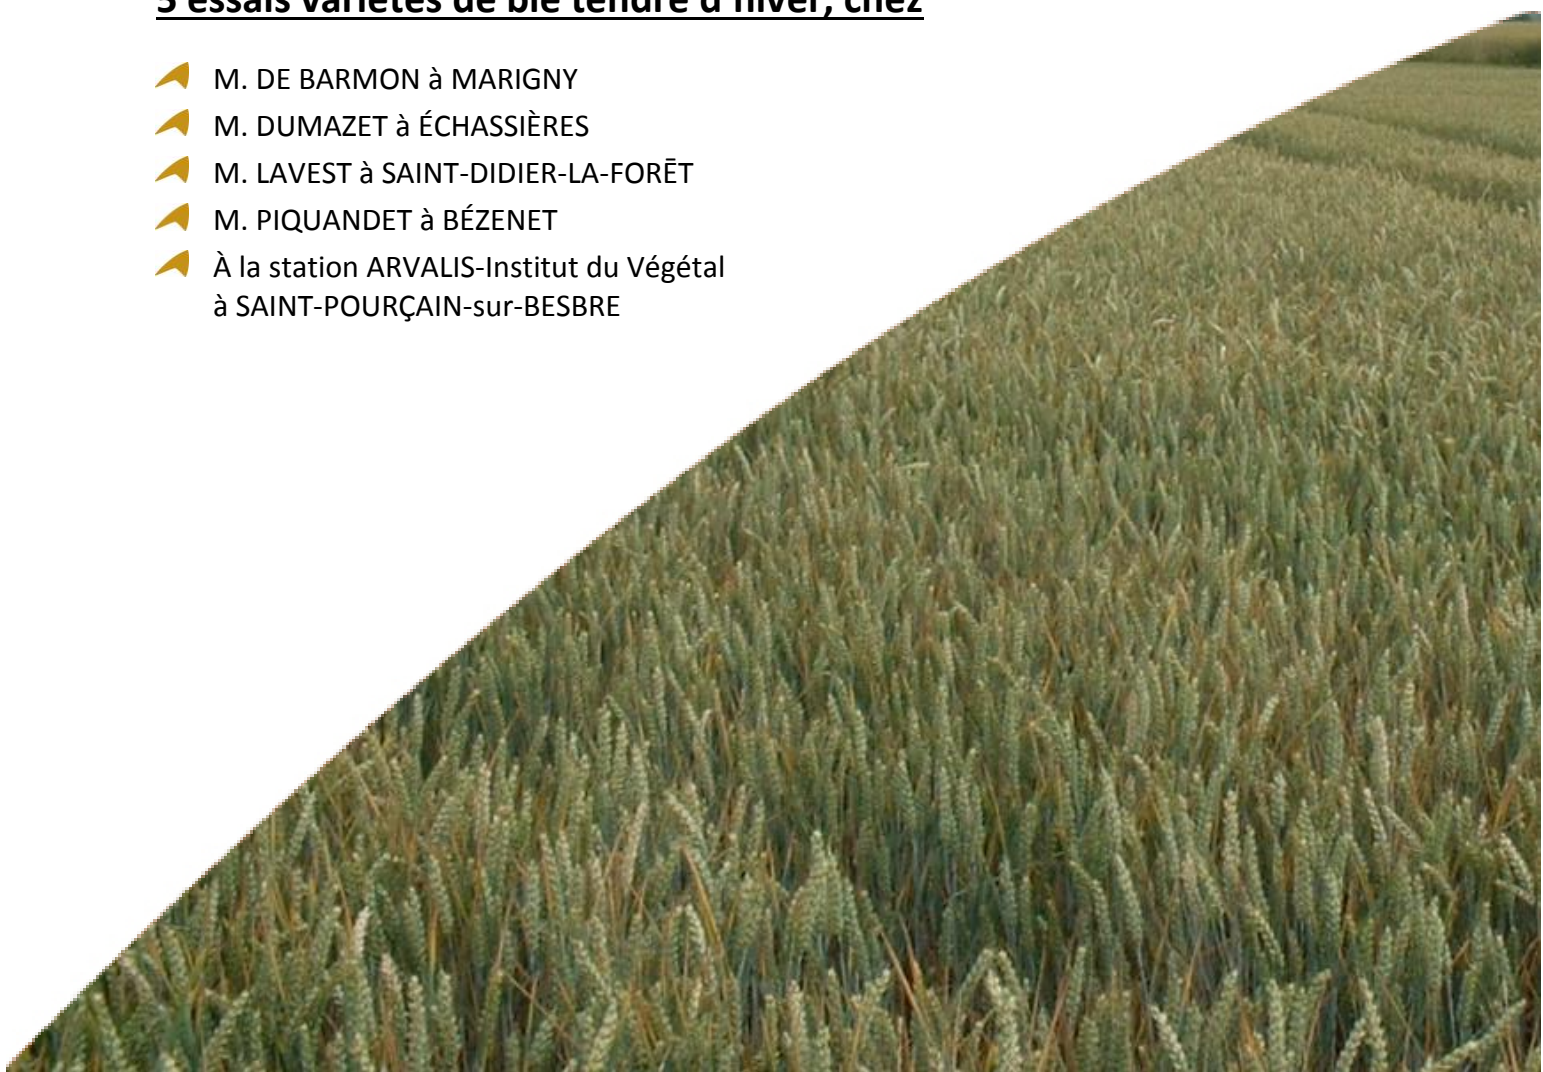 5 essais variétés de blé tendre d'hiver, chez
M. DE BARMON à MARIGNY
M. DUMAZET à ÉCHASSIÈRES
M. LAVEST à SAINT-DIDIER-LA-FORĒT
M. PIQUANDET à BÉZENET
À la station ARVALIS-Institut du Végétal
à SAINT-POURÇAIN-sur-BESBRE